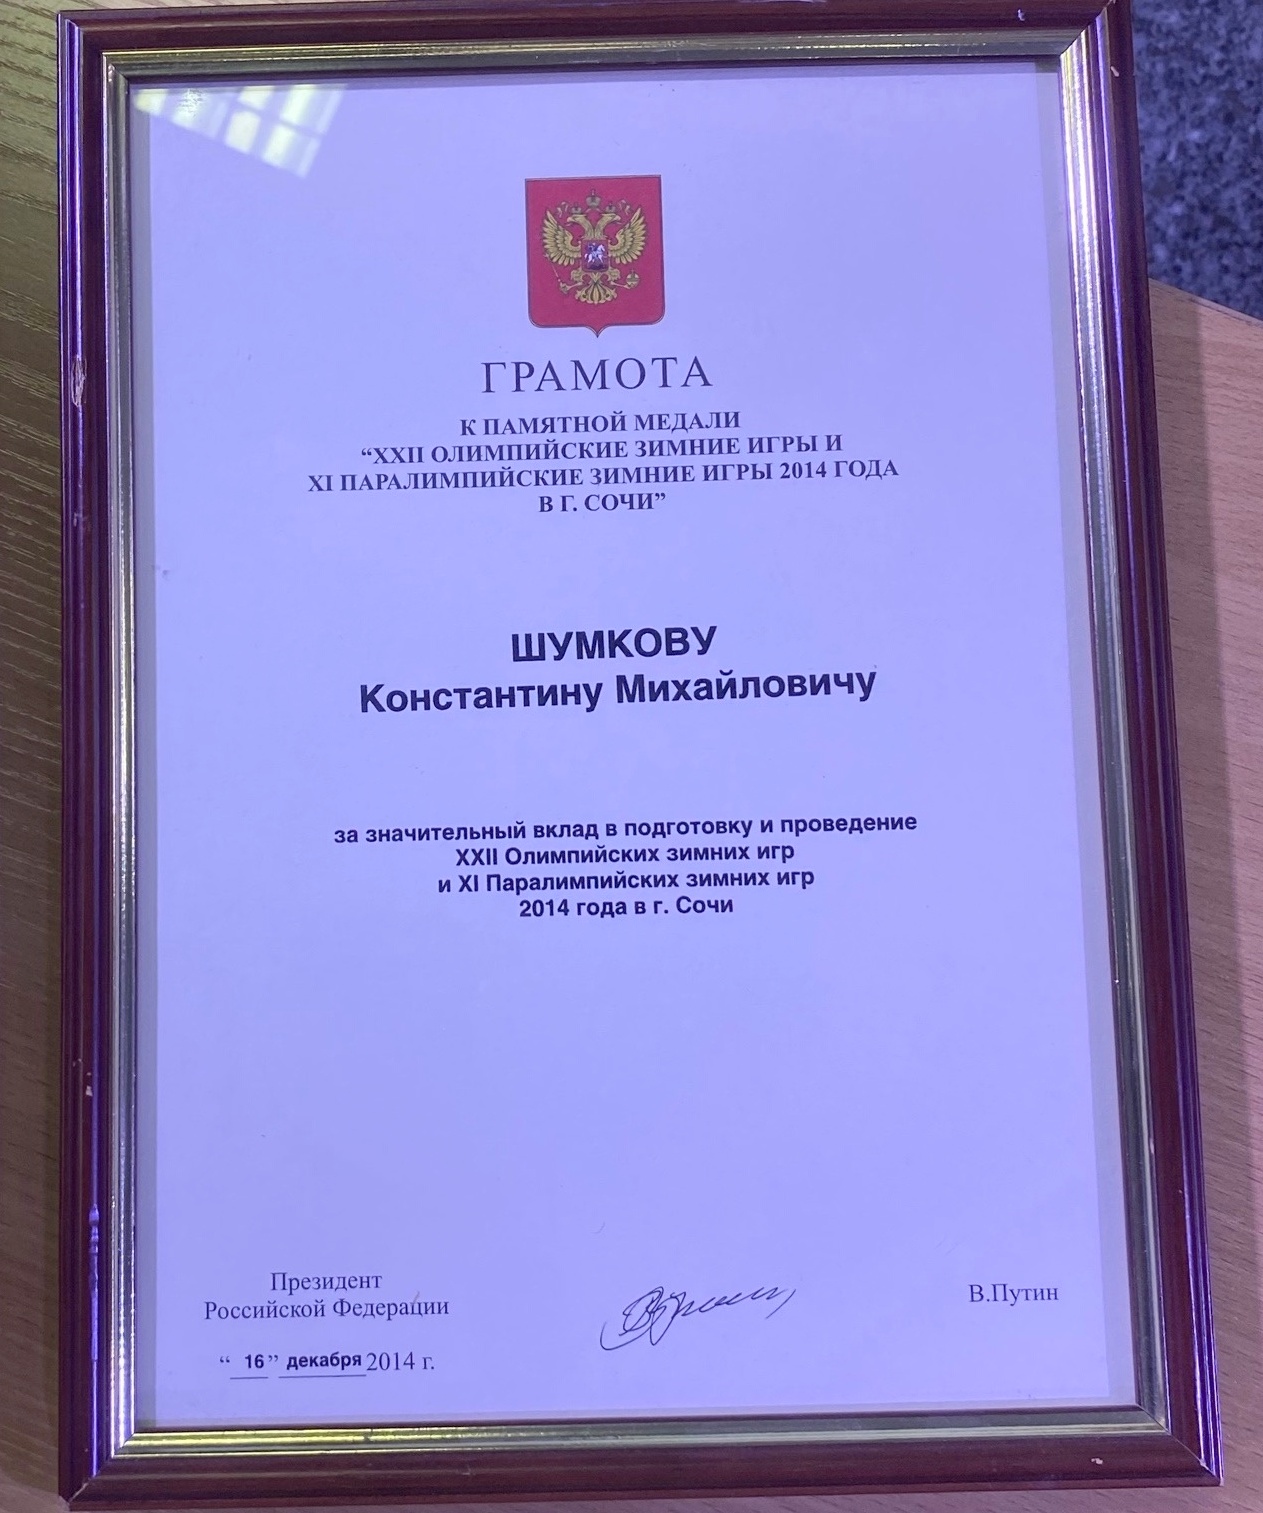 ГРАМОТА
К ПАМЯТНОЙ МЕДАЛИ
“XXII ОЛИМПИЙСКИЕ ЗИМНИЕ ИГРЫ И
XI ПАРАЛИМПИЙСКИЕ ЗИМНИЕ ИГРЫ 2014 ГОДА
В Г. СОЧИ”
ШУМКОВУ
Константину Михайловичу
за значительный вклад в подготовку и проведение
XXII Олимпийских зимних игр
и XI Паралимпийских зимних игр
2014 года в г. Сочи
Президент
Российской Федерации
В.Путин
“ 16 ” декабря 2014 г.